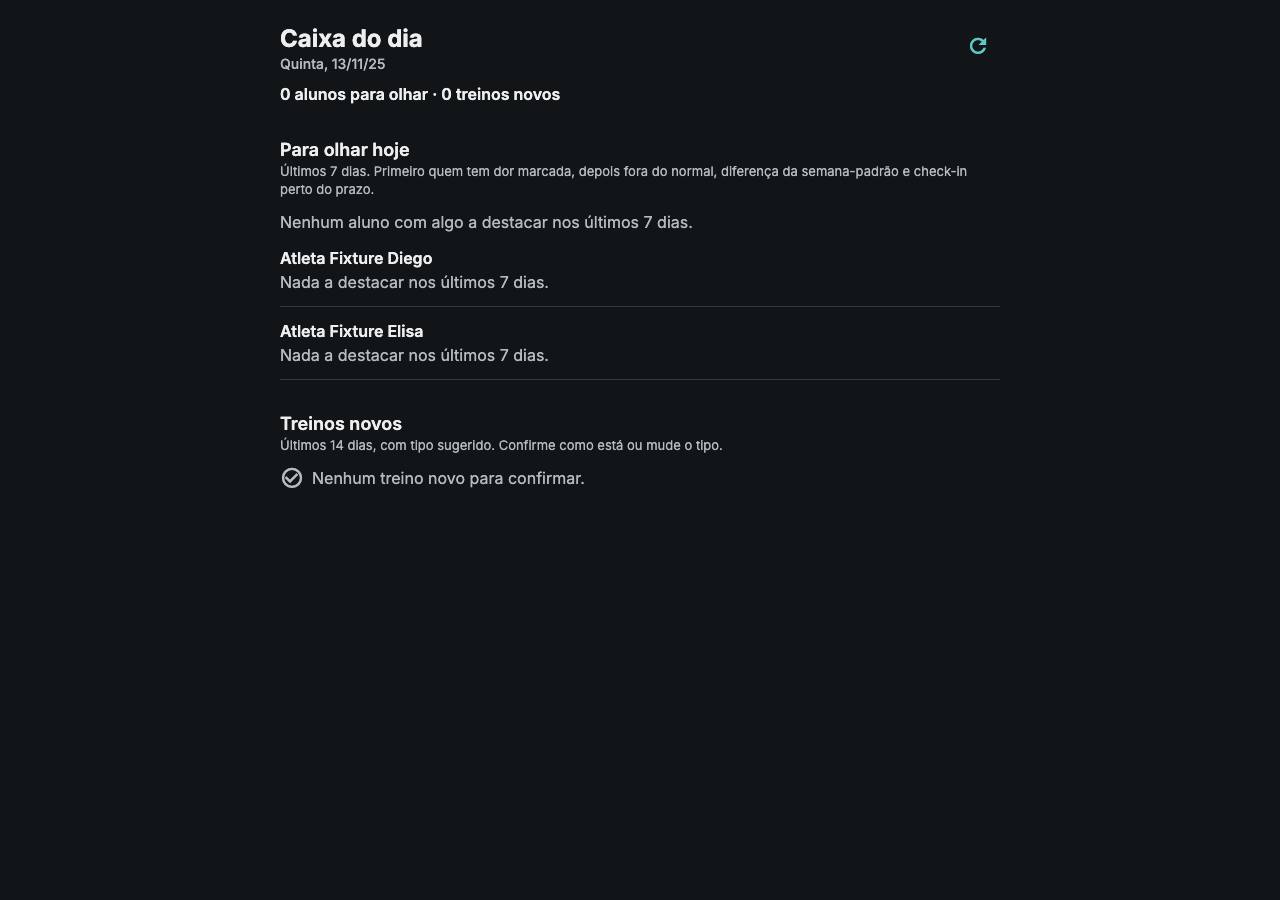 Caixa do dia
Quinta, 13/11/25
0 alunos para olhar · 0 treinos novos
Para olhar hoje
Últimos 7 dias. Primeiro quem tem dor marcada, depois fora do normal, diferença da semana-padrão e check-in
perto do prazo.
Nenhum aluno com algo a destacar nos últimos 7 dias.
Atleta Fixture Diego
Nada a destacar nos últimos 7 dias.
Atleta Fixture Elisa
Nada a destacar nos últimos 7 dias.
Treinos novos
Últimos 14 dias, com tipo sugerido. Confirme como está ou mude o tipo.
Nenhum treino novo para confirmar.